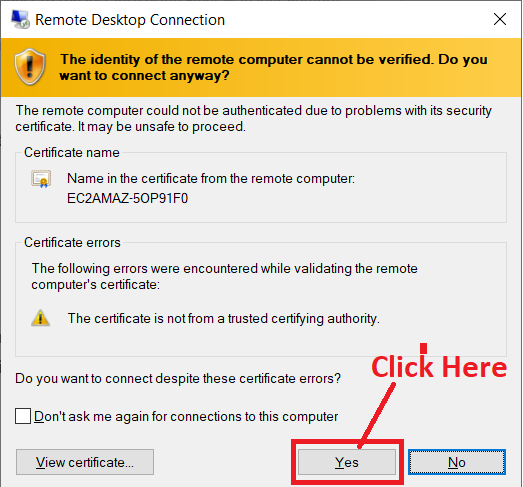 Remote Desktop Connection
The identity of the remote computer cannot be verified. Do you
want to connect anyway?
The remote computer could not be authenticated due to problems with its security
certificate. It may be unsafe to proceed.
Certificate name
Name in the certificate from the remote computer:
EC2AMAZ-5OP91F0
Certificate errors
The following errors were encountered while validating the remote
computer's certificate:
The certificate is not from a trusted certifying authority.
Click Here
Do you want to connect despite these certificate errors?
Don't ask me again for connections to this computer
View certificate... Yes No